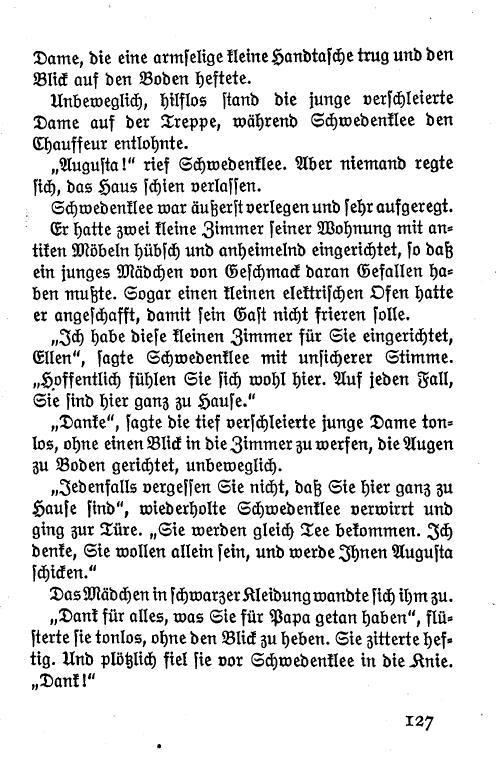 Dame, die eine armselige kleine Handtasche trug und den
Blick auf den Boden heftete.
Unbeweglich, hilflos stand die junge verschleierte
Dame auf der Treppe, während Schwedenklee den
Chauffeur entlohnte.
„Augusta!“ rief Schwedenklee. Aber niemand regte
sich, das Haus schien verlassen.
Schwedenklee war äußerst verlegen und sehr aufgeregt.
Er hatte zwei kleine Zimmer seiner Wohnung mit an-
tiken Möbeln hübsch und anheimelnd eingerichtet, so daß
ein junges Mädchen von Geschmack daran Gefallen ha-
ben mußte. Sogar einen kleinen elektrischen Ofen hatte
er angeschafft, damit sein Gast nicht frieren solle.
„Ich habe diese kleinen Zimmer für Sie eingerichtet,
Ellen“, sagte Schwedenklee mit unsicherer Stimme.
„Hoffentlich fühlen Sie sich wohl hier. Auf jeden Fall,
Sie sind hier ganz zu Hause.“
„Danke“, sagte die tief verschleierte junge Dame ton-
los, ohne einen Blick in die Zimmer zu werfen, die Augen
zu Boden gerichtet, unbeweglich.
„Jedenfalls vergessen Sie nicht, daß Sie hier ganz zu
Hause sind“, wiederholte Schwedenklee verwirrt und
ging zur Türe. „Sie werden gleich Tee bekommen. Ich
denke, Sie wollen allein sein, und werde Ihnen Augusta
schicken.“
Das Mädchen in schwarzer Kleidung wandte sich ihm zu.
„Dank für alles, was Sie für Papa getan haben“, flü-
sterte sie tonlos, ohne den Blick zu heben. Sie zitterte hef-
tig. Und plötzlich fiel sie vor Schwedenklee in die Knie.
„Dank!“
127